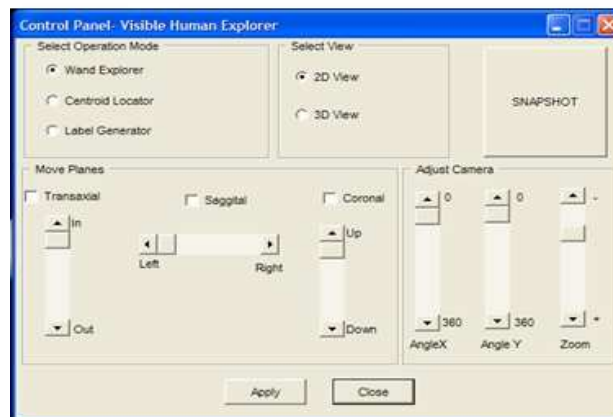 Control Panel- Visible Human Explorer
Select Operation Mode
Wand Explorer
Centroid Locator
Label Generator
Select View
2D View
3D View
SNAPSHOT
Move Planes
Transaxial
In
Out
Saggital
Left
Right
Coronal
Up
Down
Adjust Camera
0
360
AngleX
0
360
Angle Y
-
+
Zoom
Apply
Close